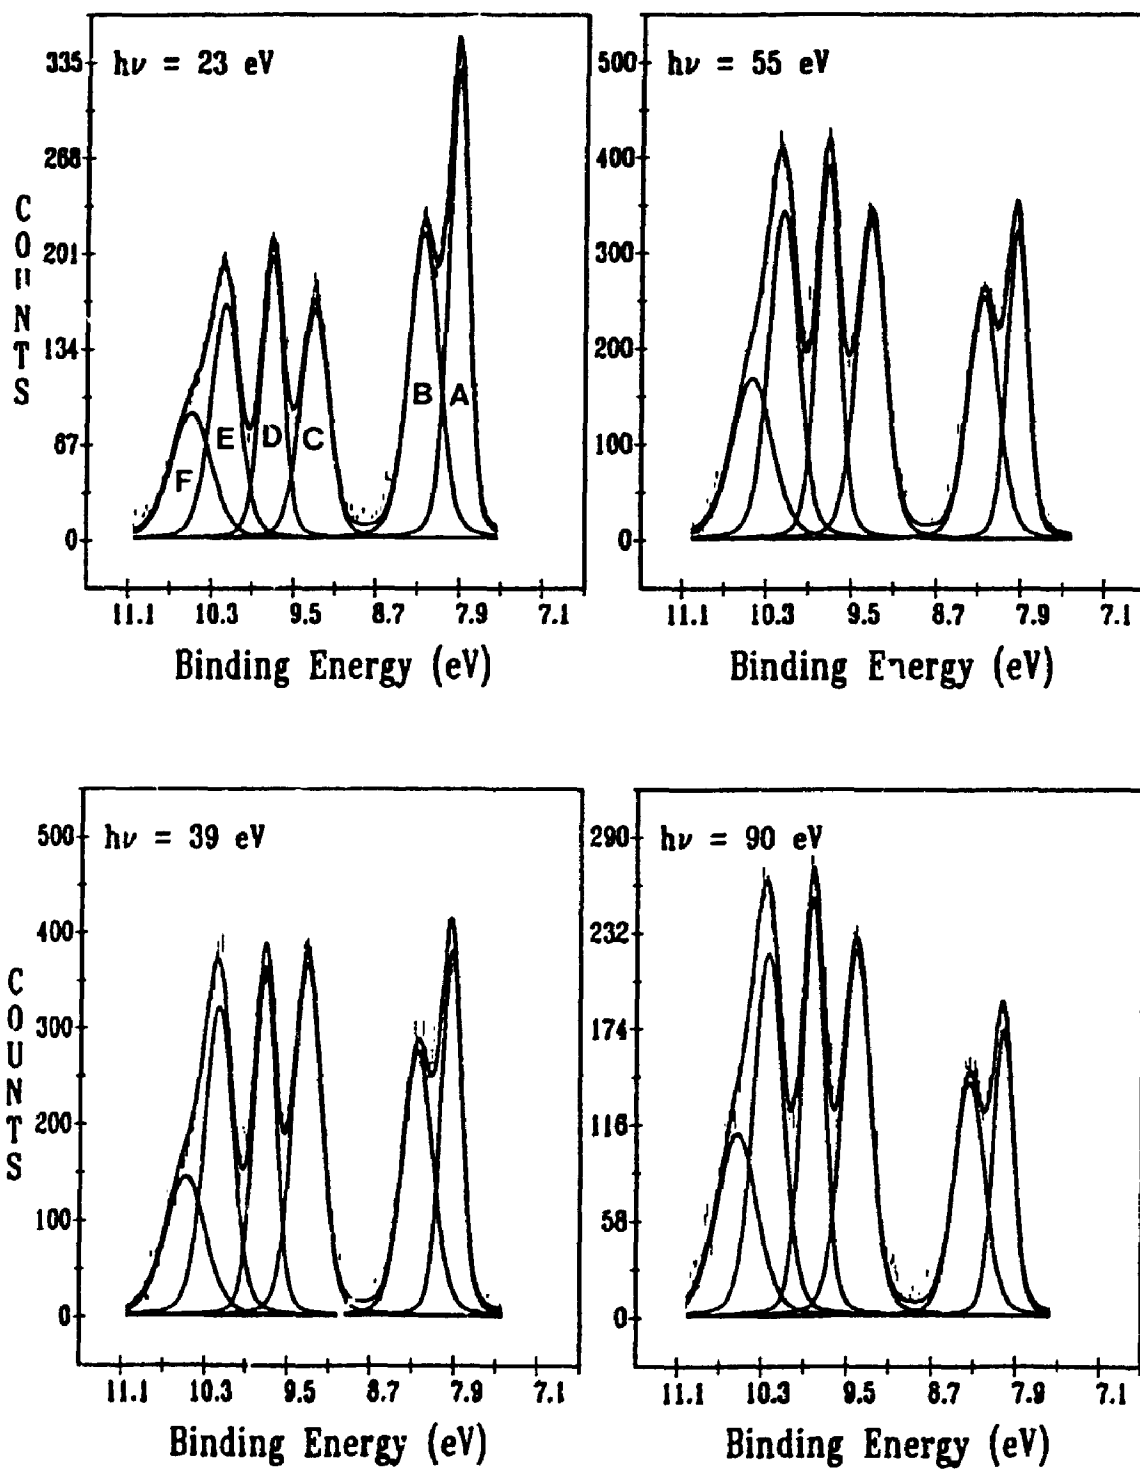 hν = 23 eV
335
268
201
134
67
0
COUNTS
F
E
D
C
B
A
11.1 10.3 9.5 8.7 7.9 7.1
Binding Energy (eV)
hν = 55 eV
500
400
300
200
100
0
11.1 10.3 9.5 8.7 7.9 7.1
Binding Energy (eV)
hν = 39 eV
500
400
300
200
100
0
COUNTS
11.1 10.3 9.5 8.7 7.9 7.1
Binding Energy (eV)
hν = 90 eV
290
232
174
116
58
0
11.1 10.3 9.5 8.7 7.9 7.1
Binding Energy (eV)